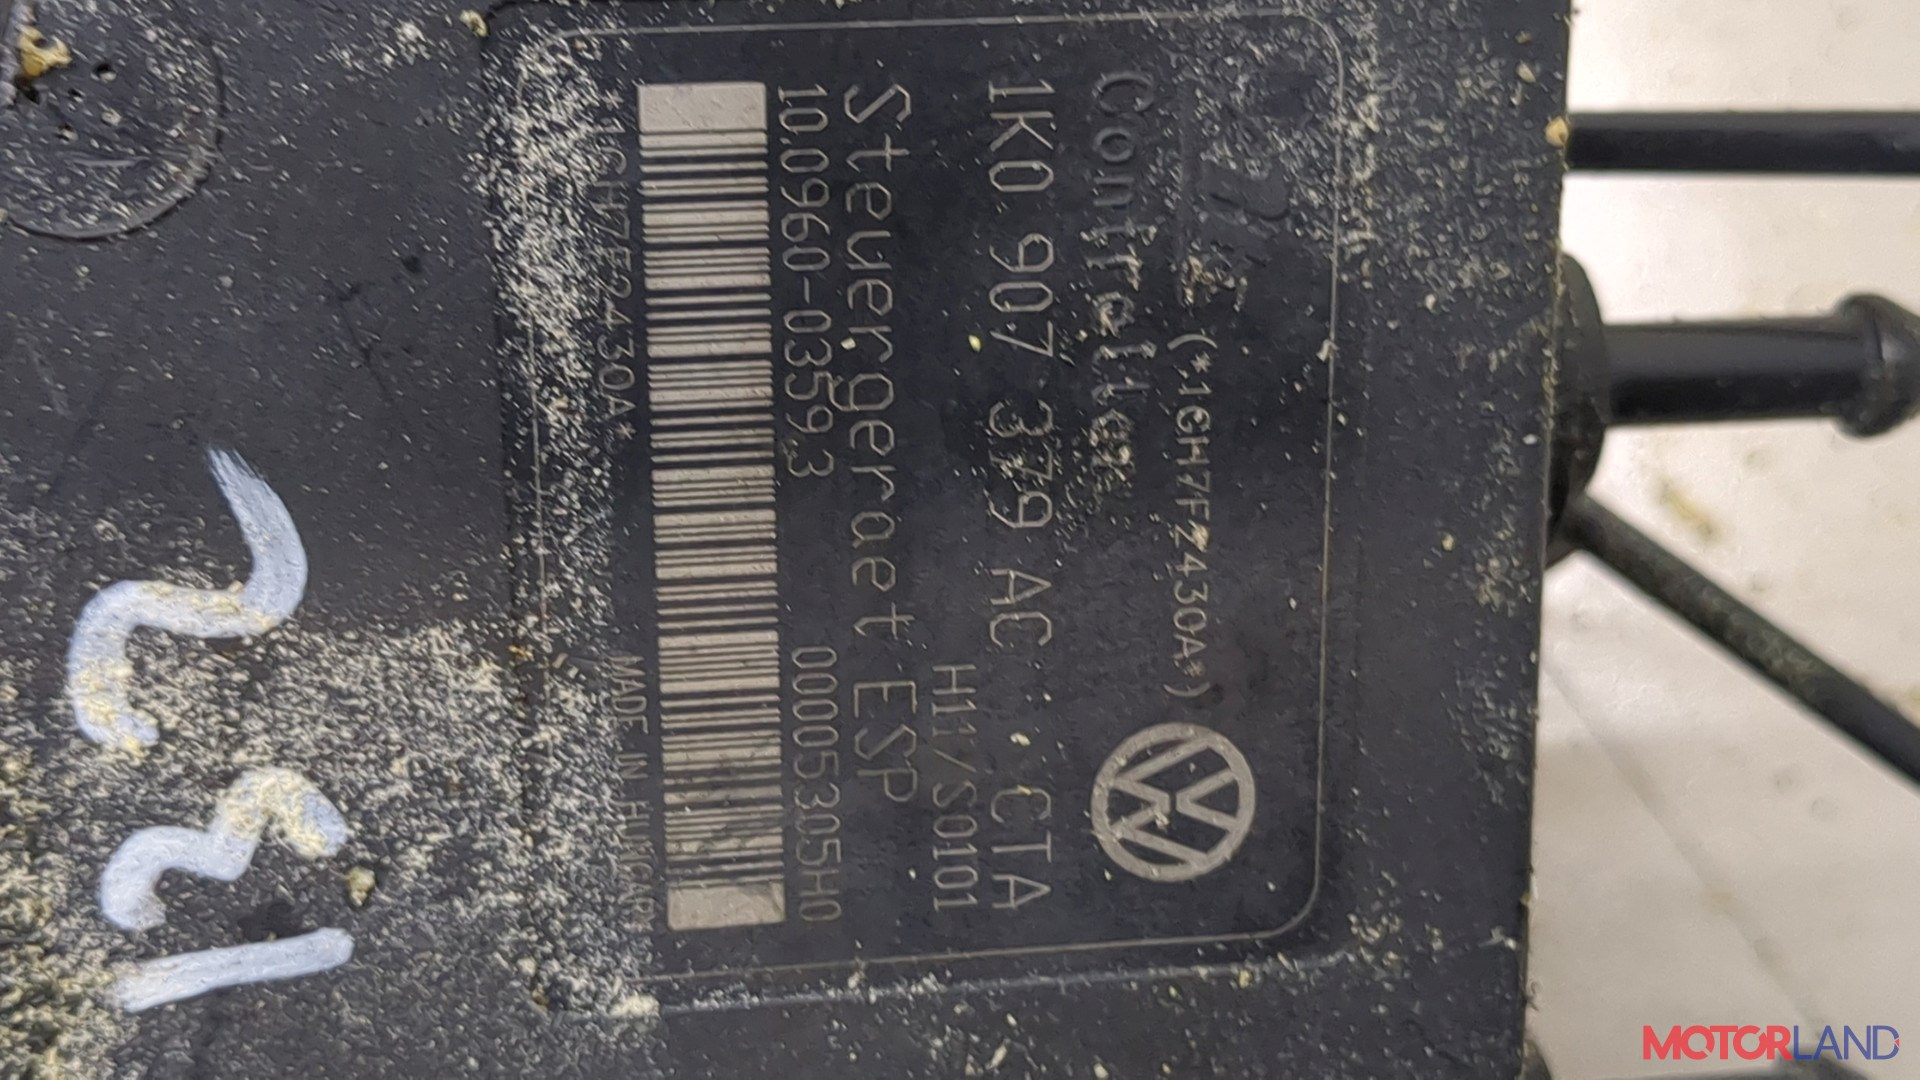 (*1GH7F2430A*)
Controller
1K0 907 379 AC CTA
H11/S0101
Steuergeraet ESP
10.0960-0359.3 00005305H0
*1GH7F2430A* MADE IN HUNGARY
132
MOTORLAND